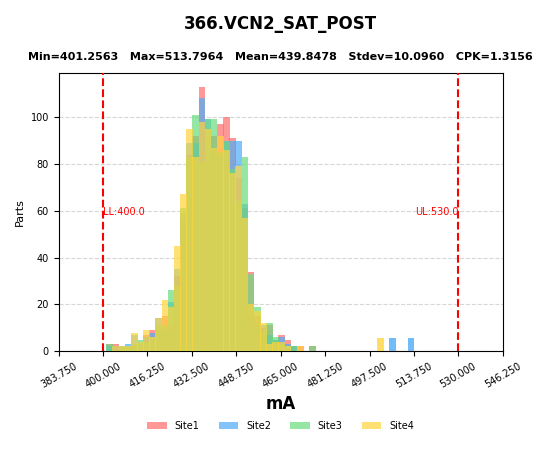 366.VCN2_SAT_POST
Min=401.2563 Max=513.7964 Mean=439.8478 Stdev=10.0960 CPK=1.3156
100
80
60
40
20
0
Parts
LL:400.0
UL:530.0
383.750 400.000 416.250 432.500 448.750 465.000 481.250 497.500 513.750 530.000 546.250
mA
Site1 Site2 Site3 Site4